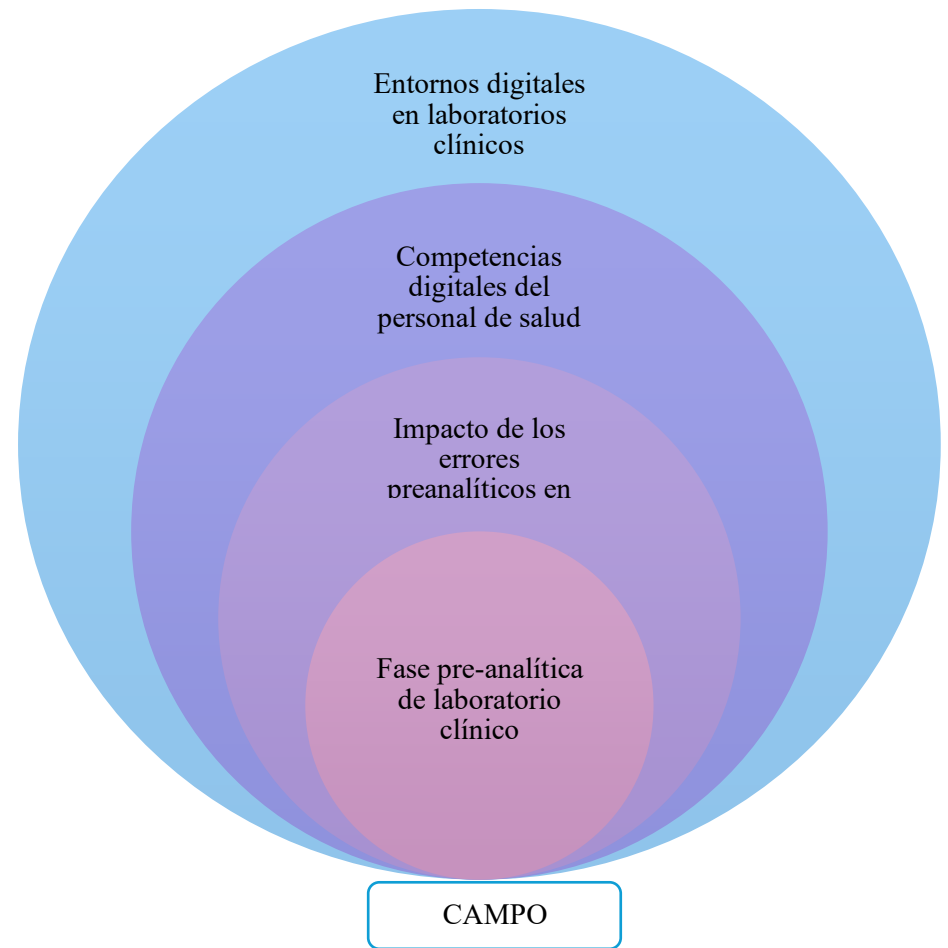 Entornos digitales
en laboratorios
clínicos
Competencias
digitales del
personal de salud
Impacto de los
errores
preanalíticos en
Fase pre-analítica
de laboratorio
clínico
CAMPO